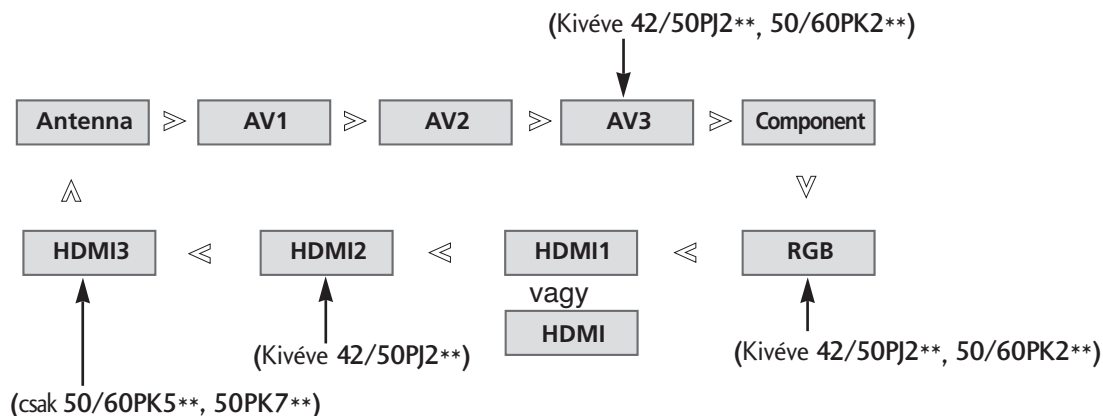 (Kivéve 42/50PJ2**, 50/60PK2**)
Antenna
AV1
AV2
AV3
Component
HDMI3
HDMI2
HDMI1
RGB
vagy
HDMI
(Kivéve 42/50PJ2**)
(Kivéve 42/50PJ2**, 50/60PK2**)
(csak 50/60PK5**, 50PK7**)